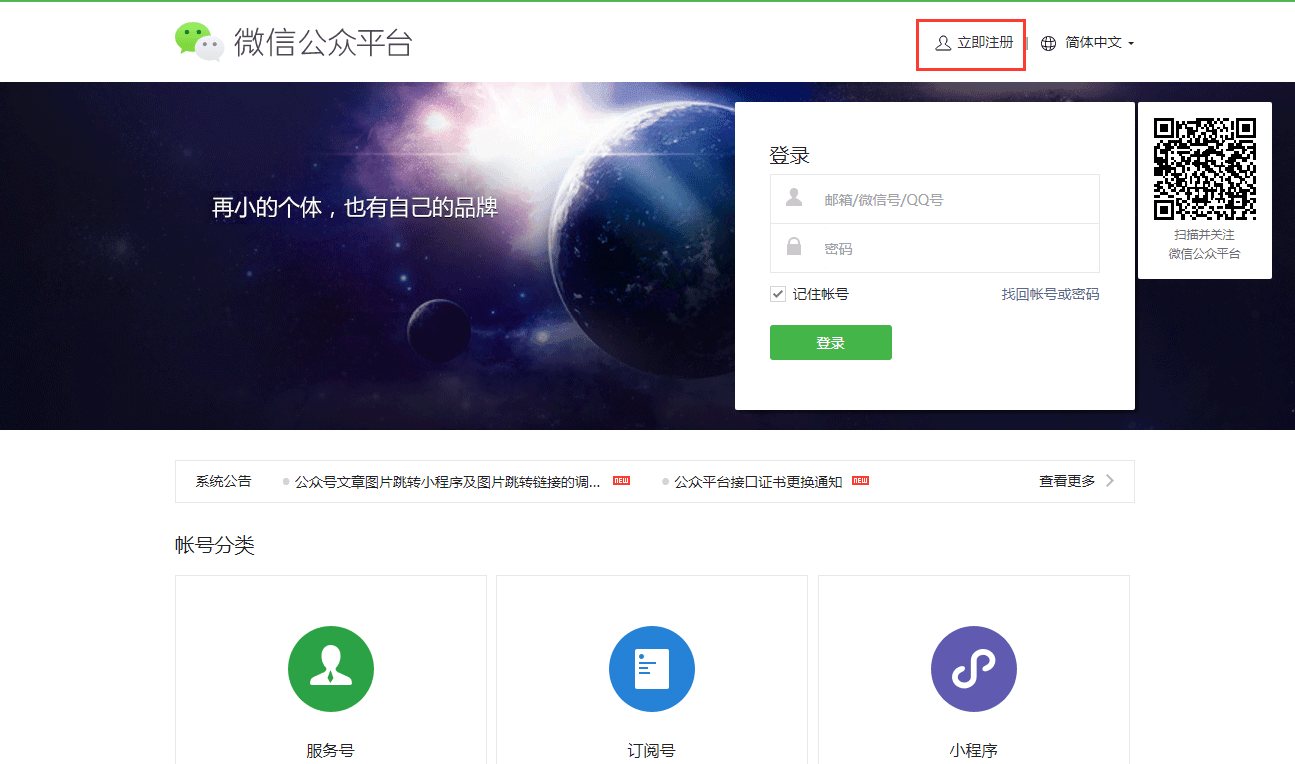 微信公众平台
立即注册
简体中文
再小的个体，也有自己的品牌
登录
邮箱/微信号/QQ号
密码
记住帐号 找回帐号或密码
登录
扫描并关注
微信公众平台
系统公告 公众号文章图片跳转小程序及图片跳转链接的调... NEW 公众平台接口证书更换通知 NEW 查看更多
帐号分类
服务号 订阅号 小程序